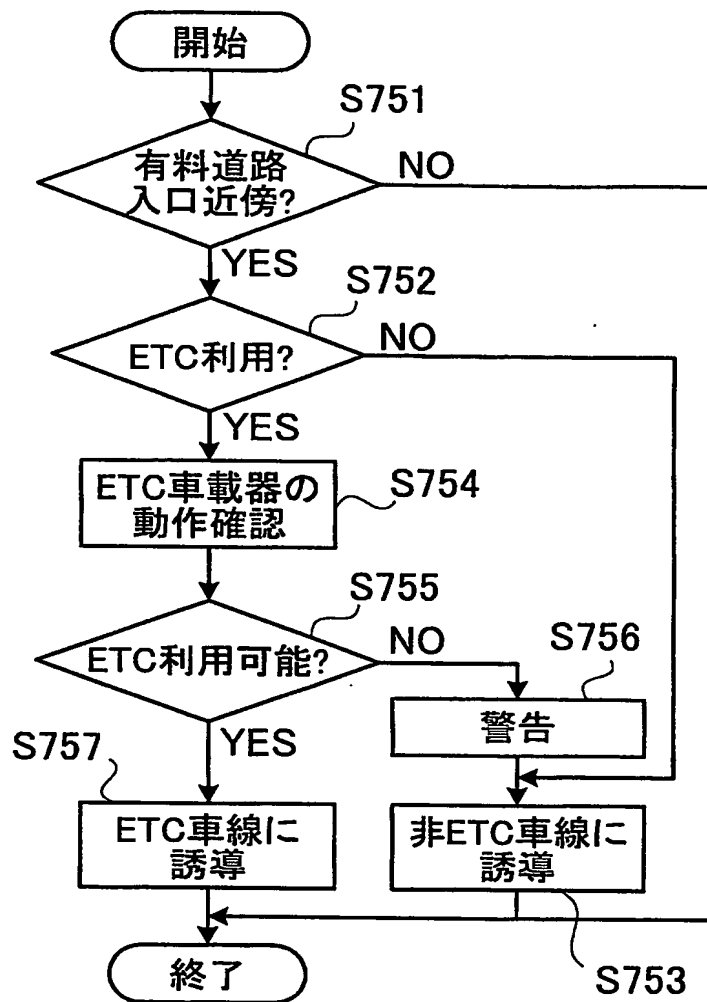 開始
S751
有料道路
入口近傍?
NO
YES
S752
ETC利用?
NO
YES
ETC車載器の
動作確認
S754
S755
ETC利用可能?
NO
S756
警告
YES
S757
ETC車線に
誘導
非ETC車線に
誘導
S753
終了